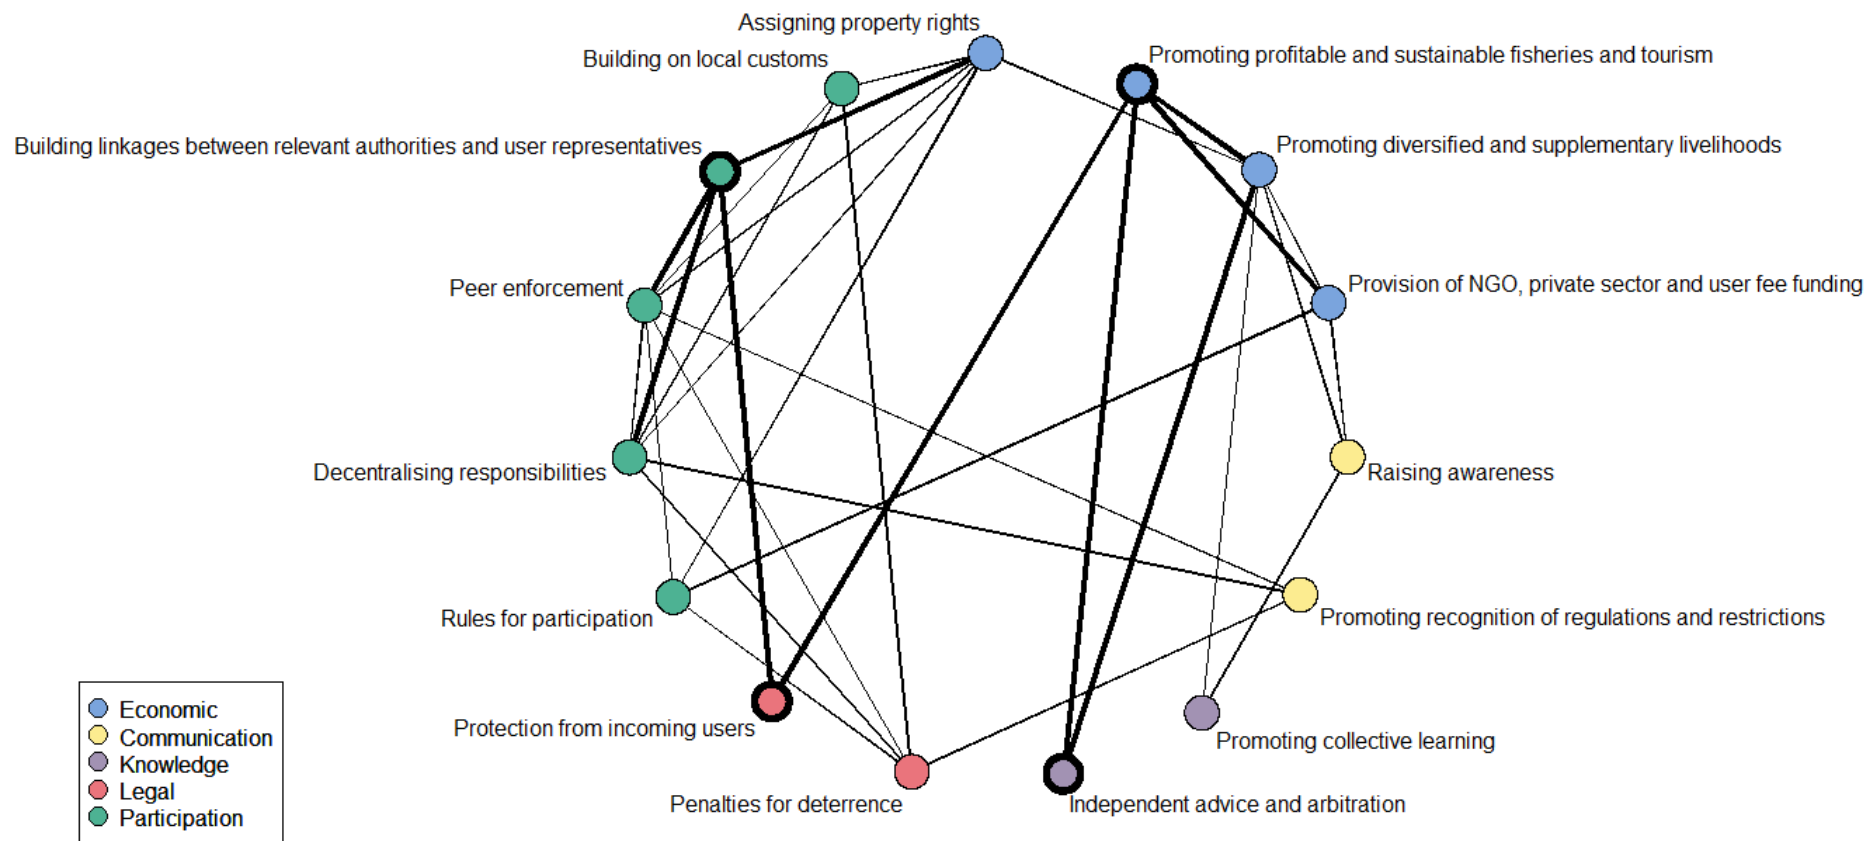 Assigning property rights
Promoting profitable and sustainable fisheries and tourism
Building on local customs
Building linkages between relevant authorities and user representatives
Promoting diversified and supplementary livelihoods
Peer enforcement
Provision of NGO, private sector and user fee funding
Decentralising responsibilities
Raising awareness
Rules for participation
Promoting recognition of regulations and restrictions
Protection from incoming users
Promoting collective learning
Penalties for deterrence
Independent advice and arbitration
Economic
Communication
Knowledge
Legal
Participation